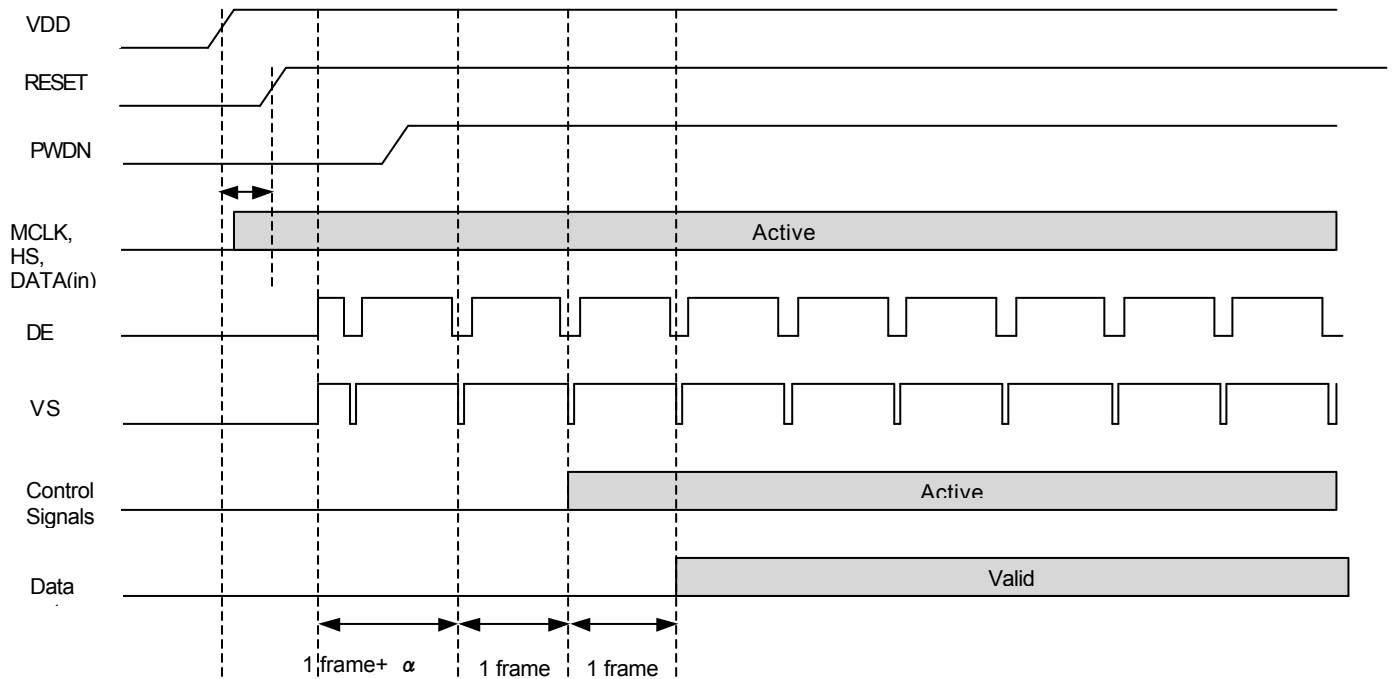 VDD
RESET
PWDN
MCLK,
HS,
DATA(in)
Active
DE
VS
Control
Signals
Active
Data
Valid
1 frame+ α
1 frame
1 frame